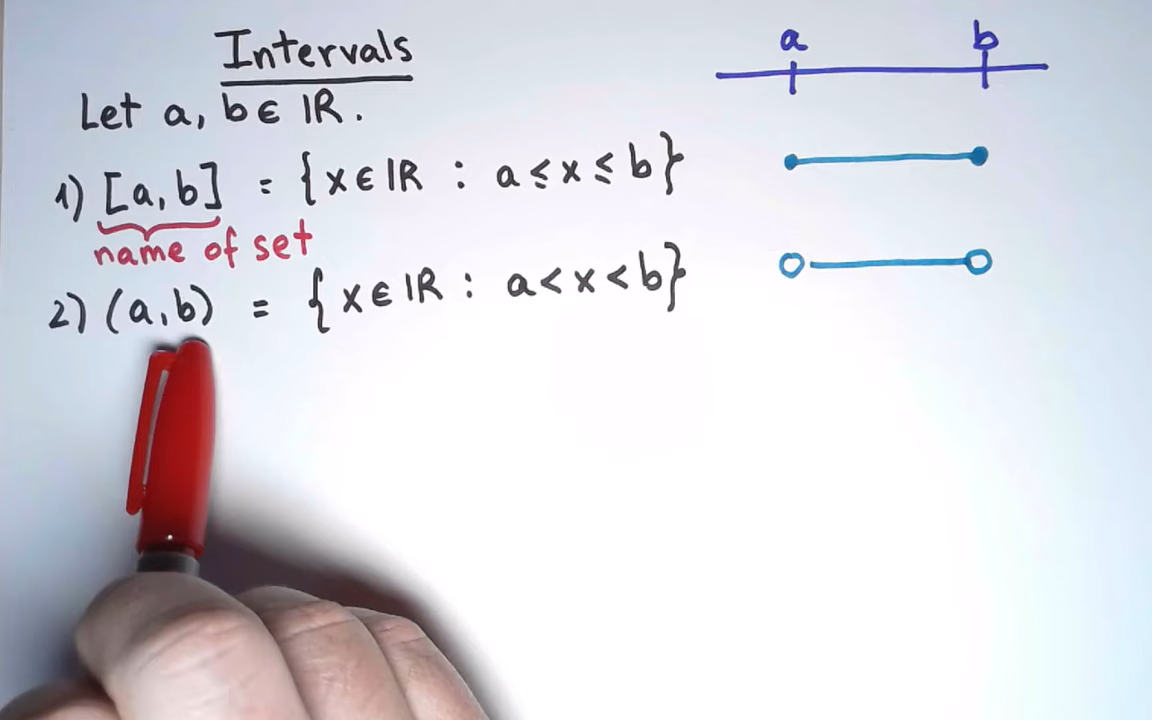 Intervals
a b
Let a, b ∈ ℝ.
1) [a, b] = {x ∈ ℝ : a ≤ x ≤ b}
name of set
2) (a, b) = {x ∈ ℝ : a < x < b}